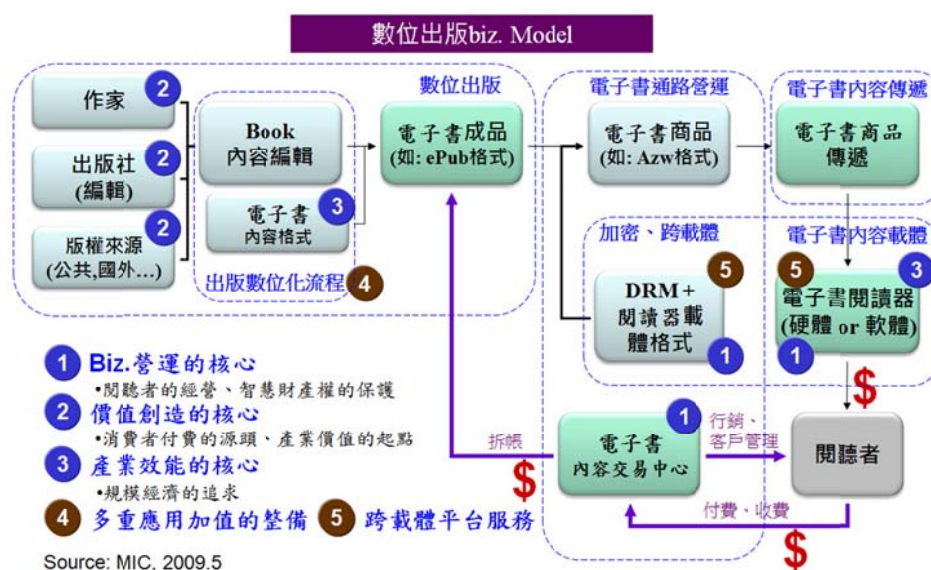 數位出版biz. Model
作家
2
出版社
(編輯)
2
版權來源
(公共,國外...)
2
Book
內容編輯
電子書
內容格式
3
出版數位化流程
4
數位出版
電子書成品
(如: ePub格式)
電子書通路營運
電子書商品
(如: Azw格式)
電子書內容傳遞
電子書商品
傳遞
加密、跨載體
5
DRM +
閱讀器載
體格式
1
電子書內容載體
5
3
電子書閱讀器
(硬體 or 軟體)
1
$
1
電子書
內容交易中心
行銷、
客戶管理
閱聽者
拆帳
$
付費、收費
$
1 Biz.營運的核心
•閱聽者的經營、智慧財產權的保護
2 價值創造的核心
•消費者付費的源頭、產業價值的起點
3 產業效能的核心
•規模經濟的追求
4 多重應用加值的整備 5 跨載體平台服務
Source: MIC, 2009.5